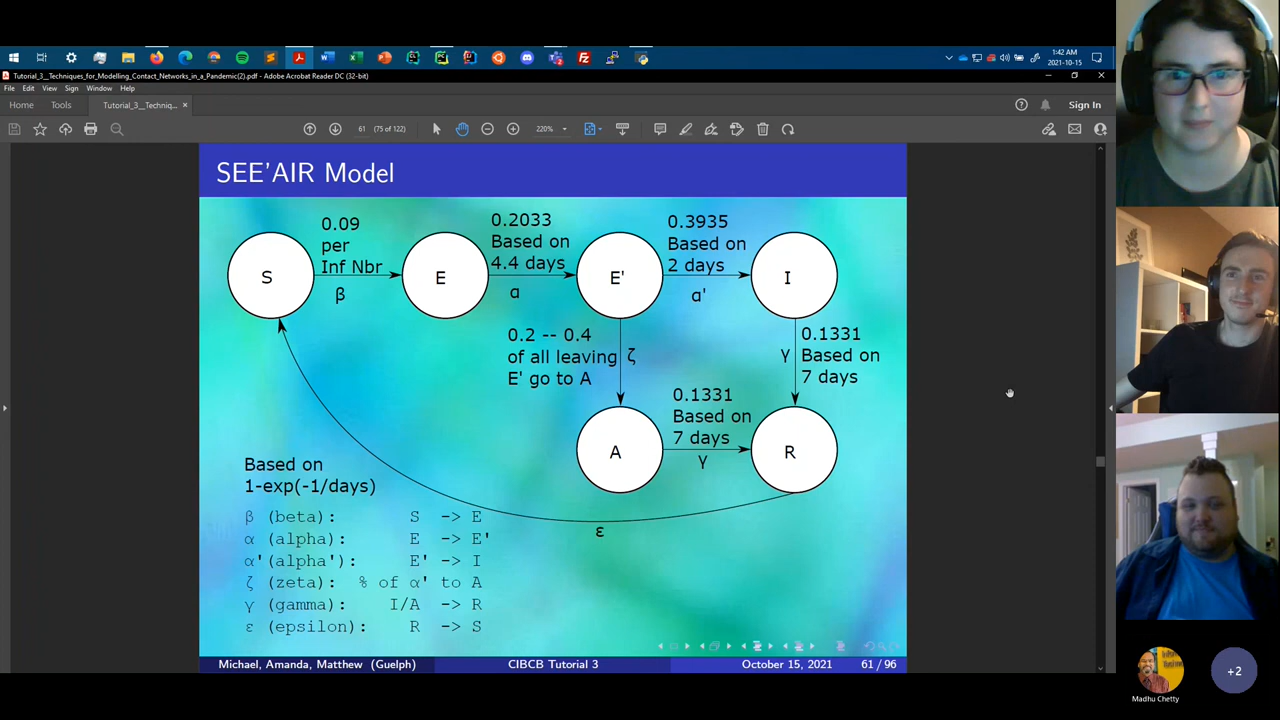 1:42 AM
2021-10-15
Tutorial_3__Techniques_for_Modelling_Contact_Networks_in_a_Pandemic(2).pdf - Adobe Acrobat Reader DC (32-bit)
File Edit View Sign Window Help
Home Tools Tutorial_3__Techniq... × Sign In
61 (75 of 122) 220%
SEE'AIR Model
0.09
per
Inf Nbr
β
0.2033
Based on
4.4 days
α
0.3935
Based on
2 days
α'
S
E
E'
I
0.2 -- 0.4
of all leaving
E' go to A
ζ
γ
0.1331
Based on
7 days
0.1331
Based on
7 days
γ
A
R
ε
Based on
1-exp(-1/days)
β (beta): S -> E
α (alpha): E -> E'
α'(alpha'): E' -> I
ζ (zeta): % of α' to A
γ (gamma): I/A -> R
ε (epsilon): R -> S
Michael, Amanda, Matthew (Guelph) CIBCB Tutorial 3 October 15, 2021 61 / 96
Madhu Chetty
+2